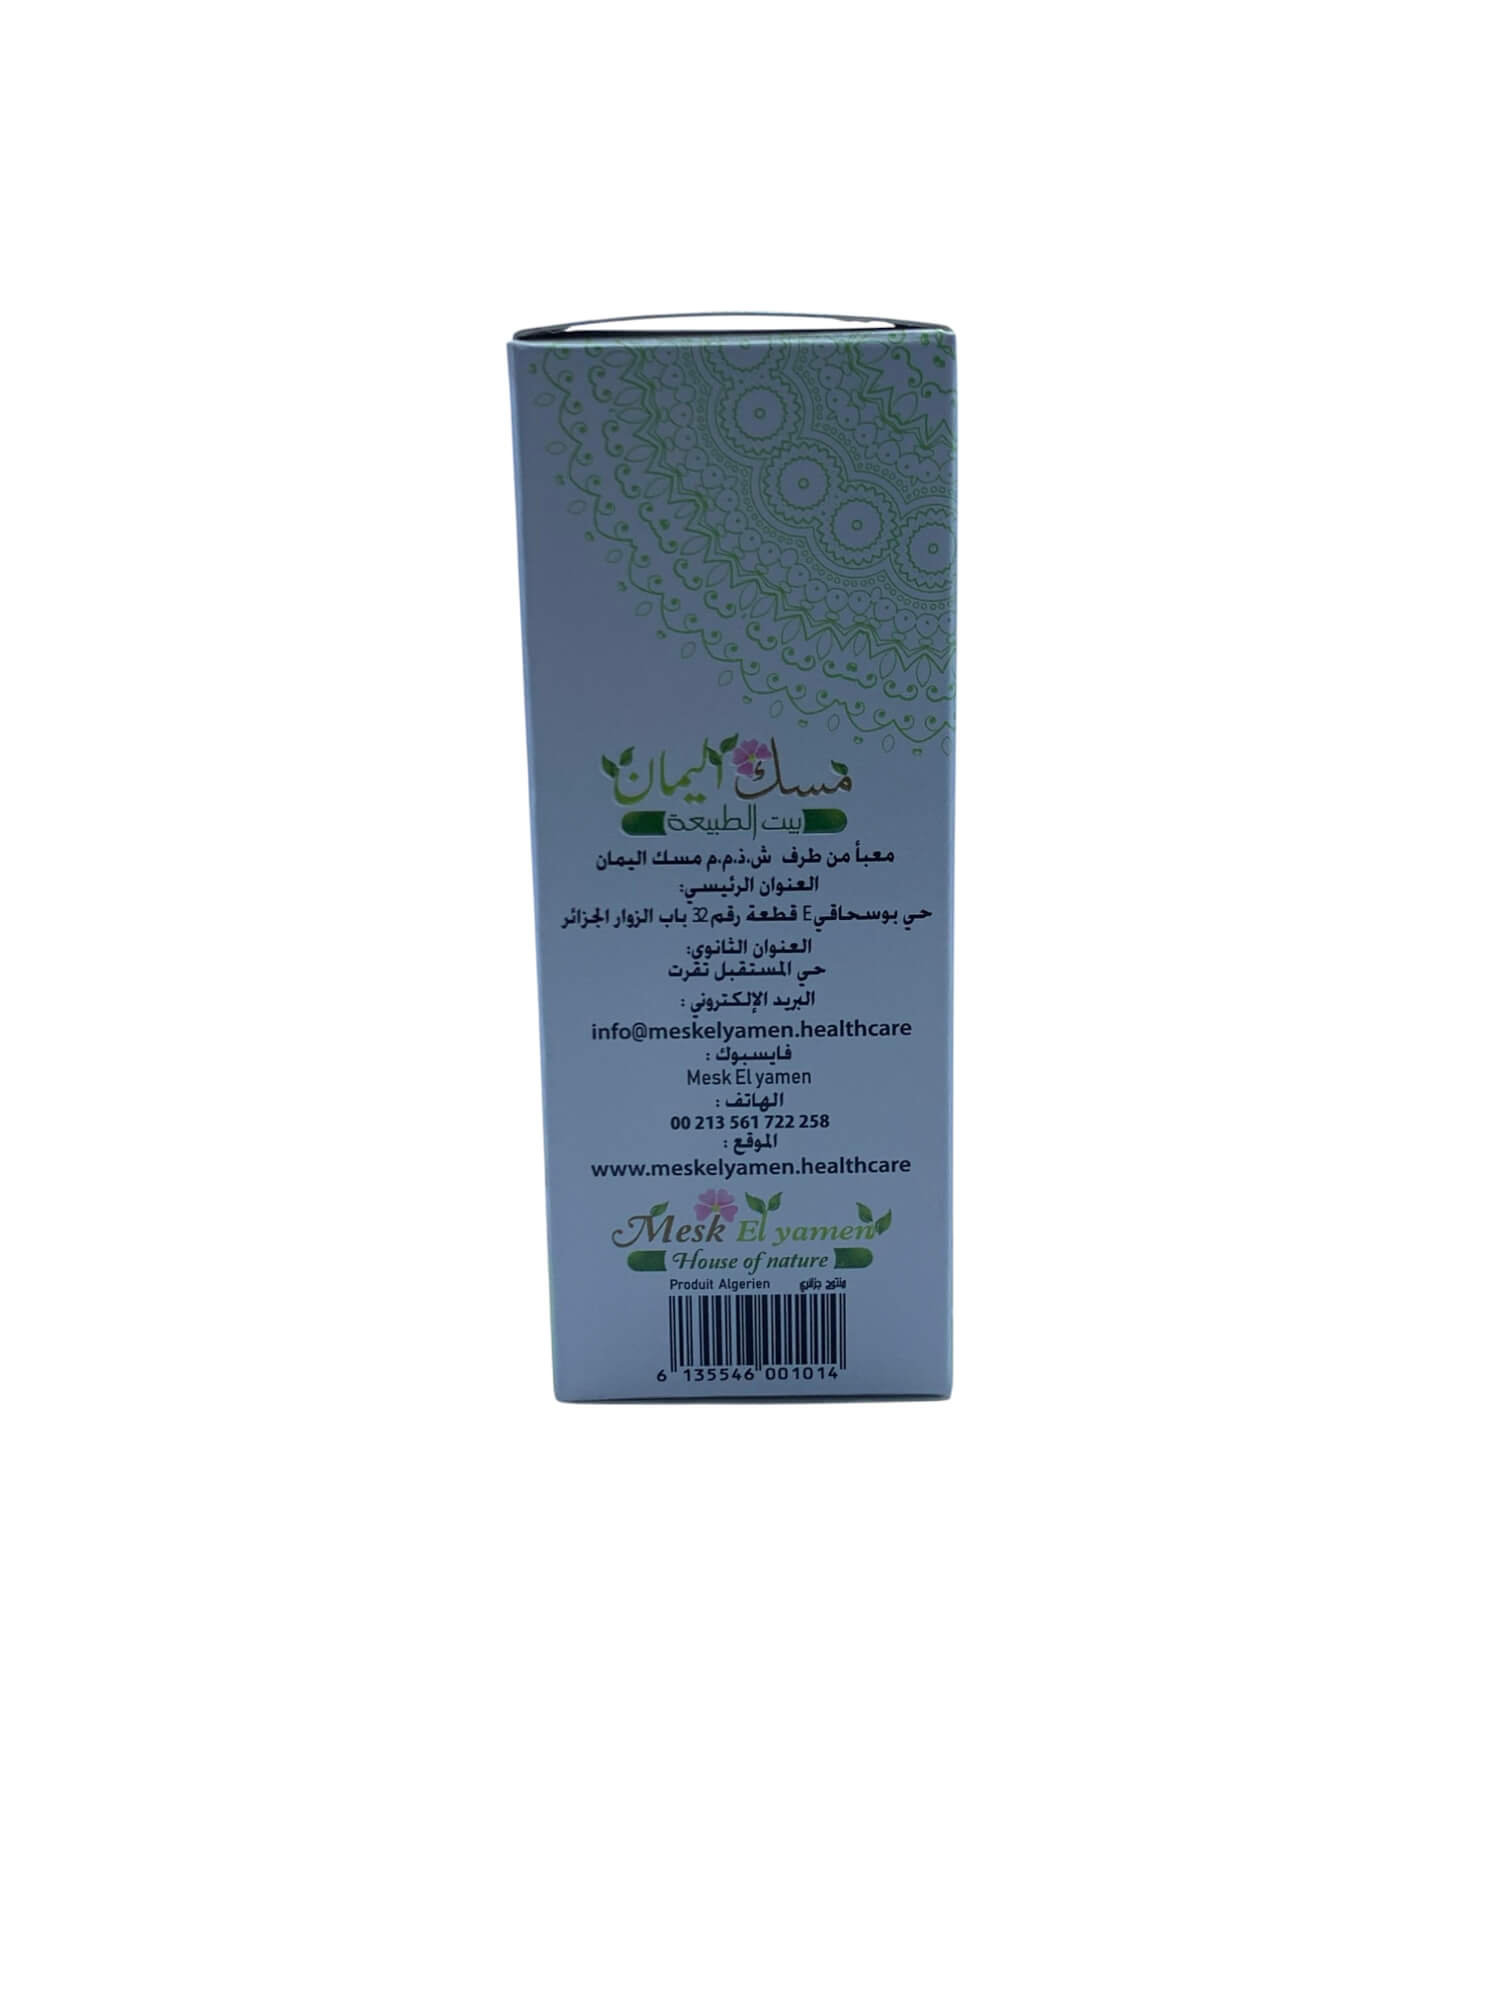 مسك اليمان
بيت الطبيعة
معبأ من طرف ش.ذ.م.م مسك اليمان
العنوان الرئيسي:
حي بوسحاقي E قطعة رقم 32 باب الزوار الجزائر
العنوان الثانوي:
حي المستقبل تقرت
البريد الإلكتروني :
info@meskelyamen.healthcare
فايسبوك :
Mesk El yamen
الهاتف :
00 213 561 722 258
الموقع :
www.meskelyamen.healthcare
Mesk El yamen
House of nature
Produit Algerien منتوج جزائري
6 135546 001014